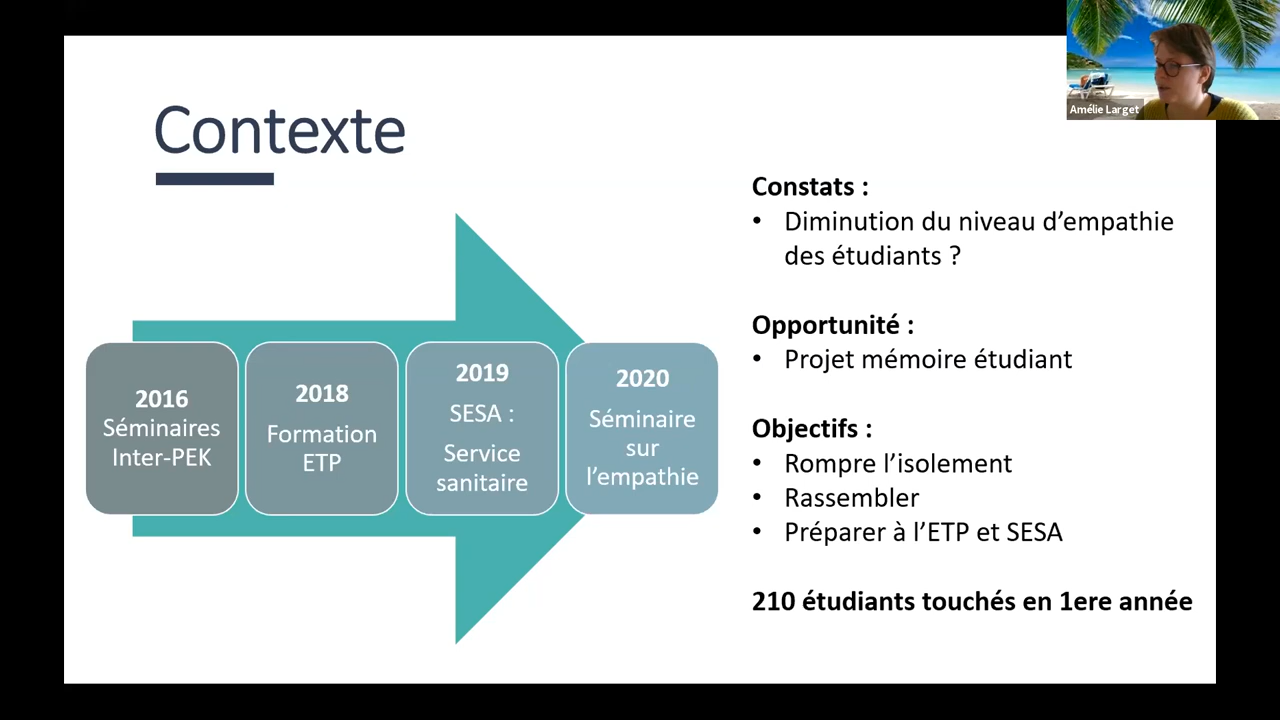 Amélie Larget
Contexte
2016
Séminaires
Inter-PEK
2018
Formation
ETP
2019
SESA :
Service
sanitaire
2020
Séminaire
sur
l’empathie
Constats :
• Diminution du niveau d’empathie
des étudiants ?
Opportunité :
• Projet mémoire étudiant
Objectifs :
• Rompre l’isolement
• Rassembler
• Préparer à l’ETP et SESA
210 étudiants touchés en 1ere année